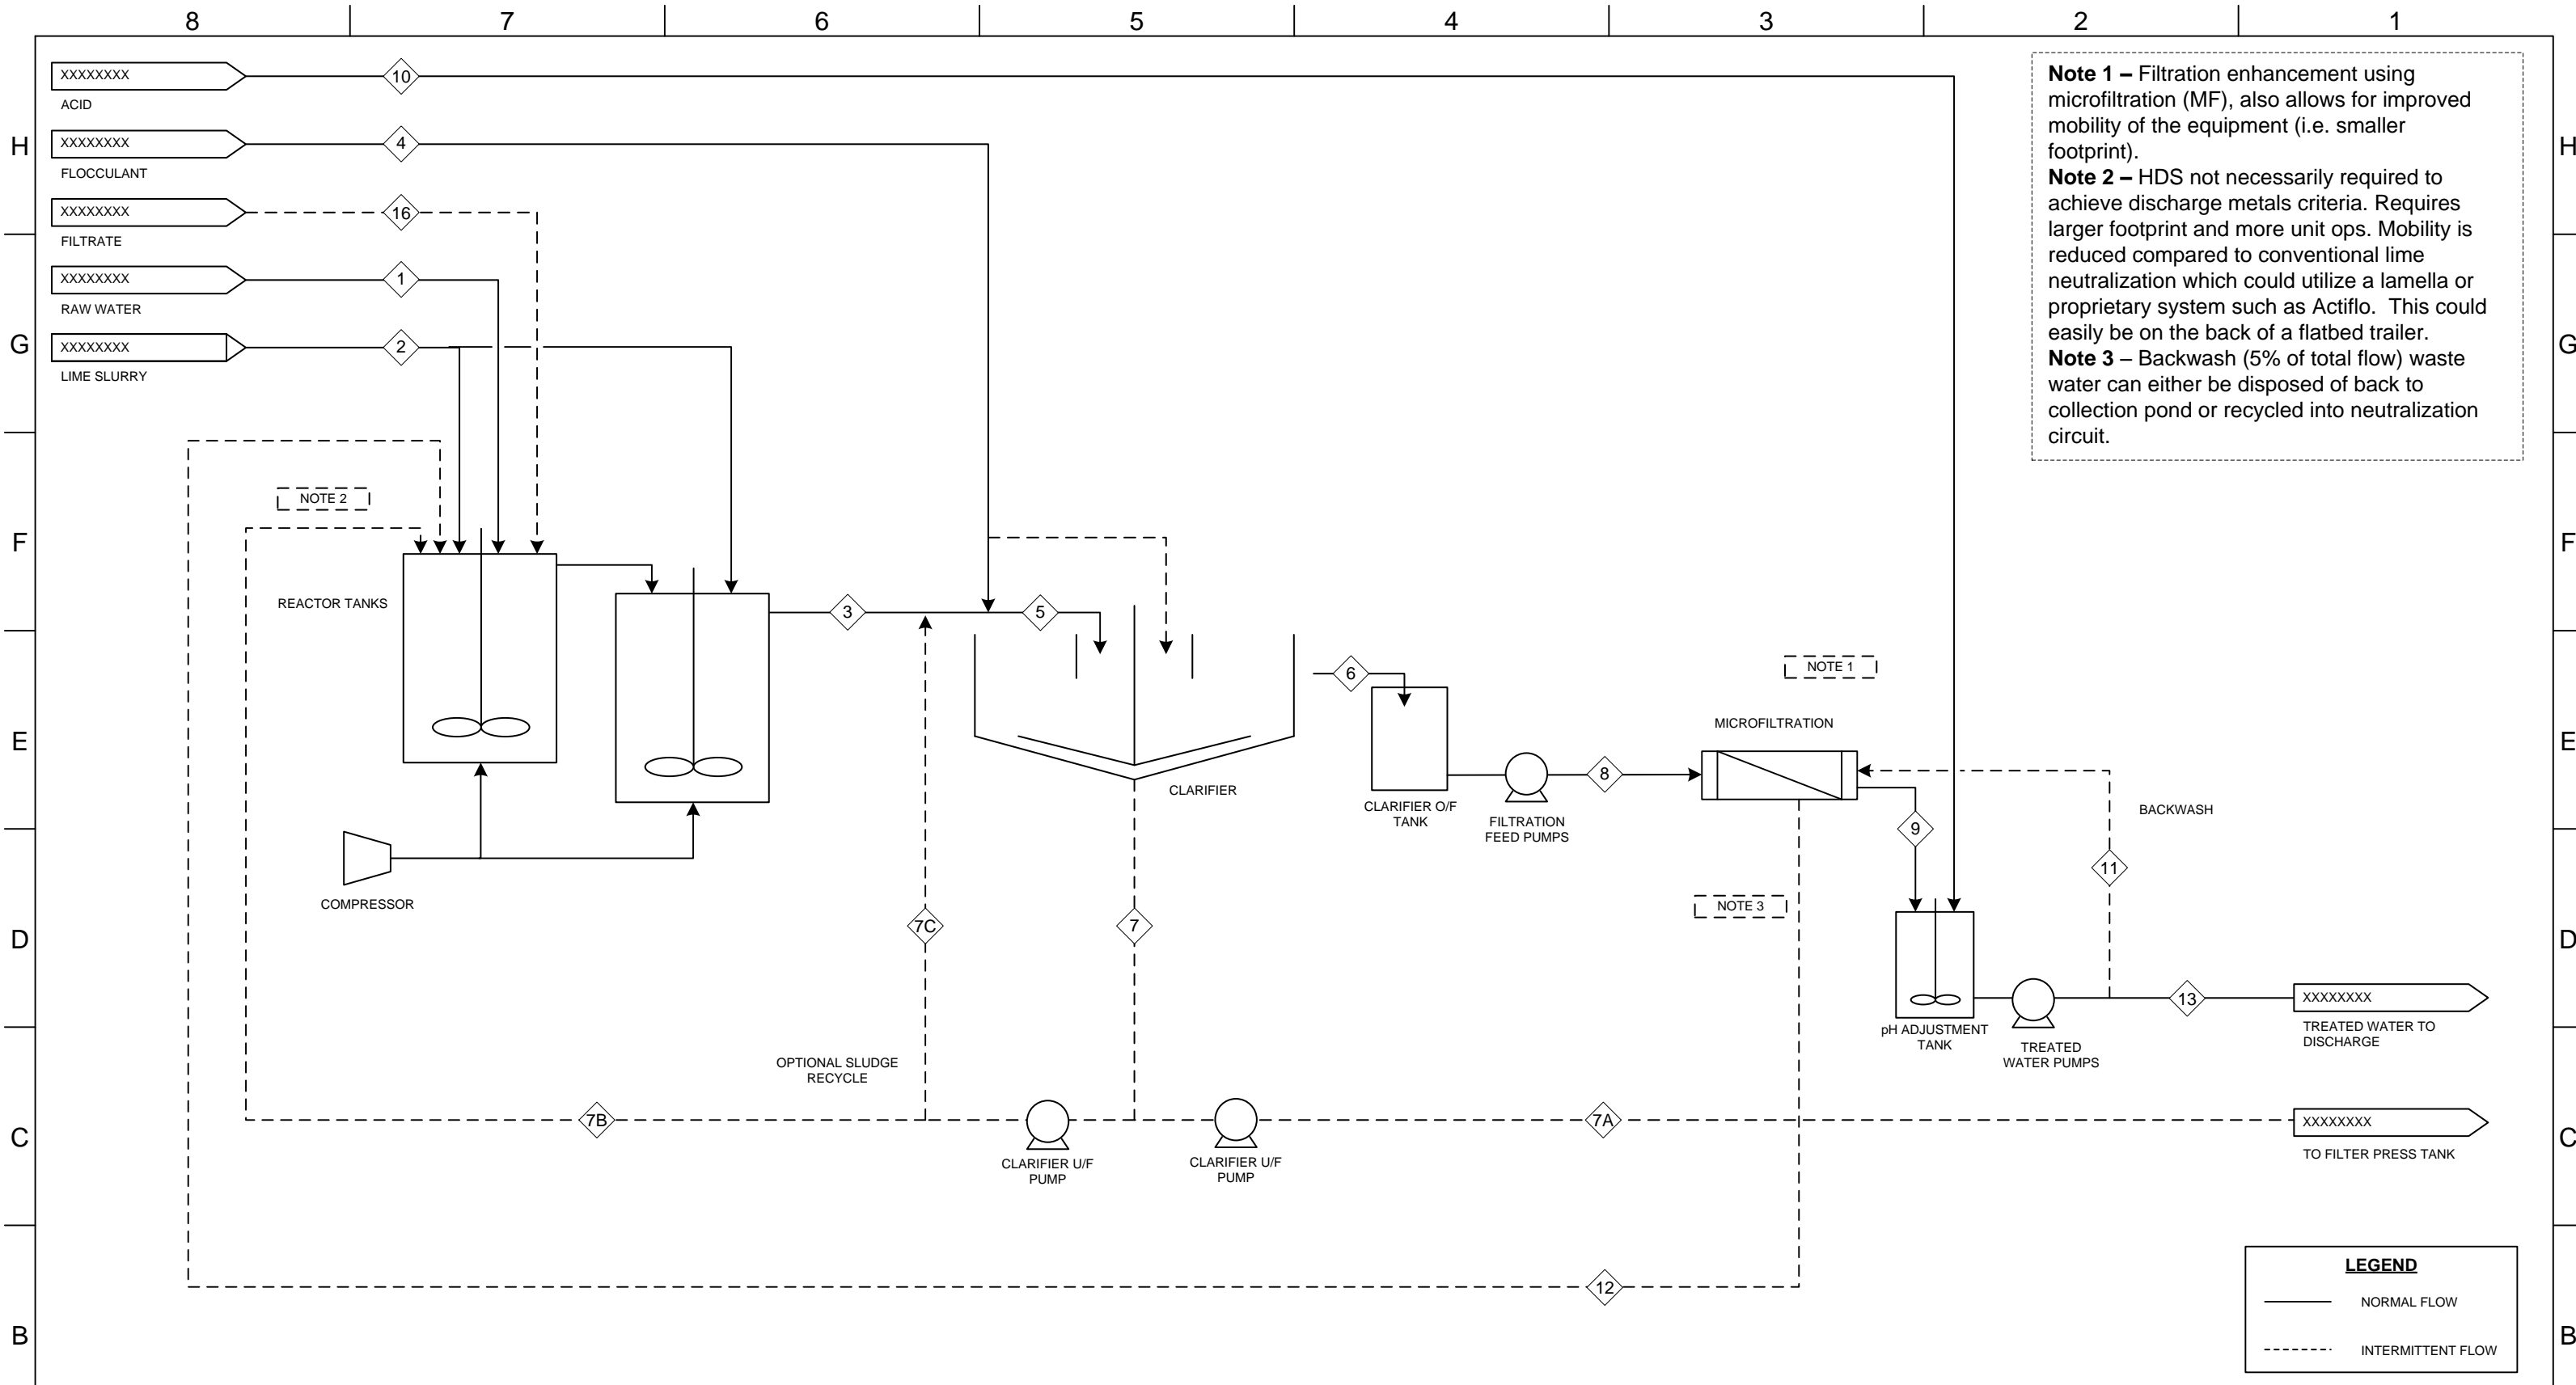 8 7 6 5 4 3 2 1
XXXXXXXX
10
ACID
XXXXXXXX
4
FLOCCULANT
XXXXXXXX
16
FILTRATE
XXXXXXXX
1
RAW WATER
XXXXXXXX
2
LIME SLURRY
Note 1 – Filtration enhancement using
microfiltration (MF), also allows for improved
mobility of the equipment (i.e. smaller
footprint).
Note 2 – HDS not necessarily required to
achieve discharge metals criteria. Requires
larger footprint and more unit ops. Mobility is
reduced compared to conventional lime
neutralization which could utilize a lamella or
proprietary system such as Actiflo. This could
easily be on the back of a flatbed trailer.
Note 3 – Backwash (5% of total flow) waste
water can either be disposed of back to
collection pond or recycled into neutralization
circuit.
H H
G G
F F
E E
D D
C C
B B
NOTE 2
REACTOR TANKS
3
5
6
NOTE 1
MICROFILTRATION
8
CLARIFIER
CLARIFIER O/F
TANK
FILTRATION
FEED PUMPS
9
BACKWASH
11
COMPRESSOR
7C
7
NOTE 3
13
XXXXXXXX
TREATED WATER TO
DISCHARGE
pH ADJUSTMENT
TANK
TREATED
WATER PUMPS
OPTIONAL SLUDGE
RECYCLE
7B
7A
XXXXXXXX
TO FILTER PRESS TANK
CLARIFIER U/F
PUMP
CLARIFIER U/F
PUMP
12
LEGEND
NORMAL FLOW
INTERMITTENT FLOW